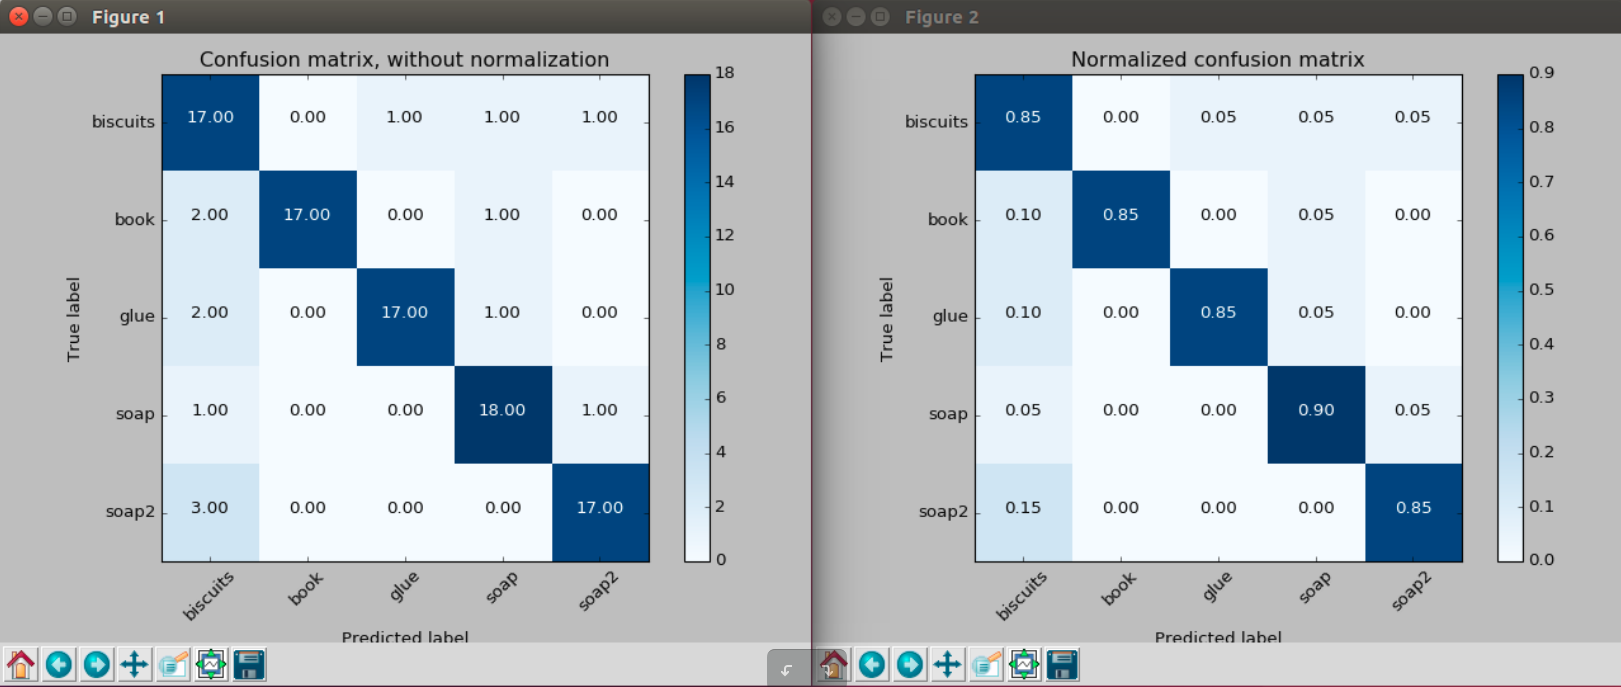 Figure 1
Confusion matrix, without normalization
True label
biscuits 17.00 0.00 1.00 1.00 1.00
book 2.00 17.00 0.00 1.00 0.00
glue 2.00 0.00 17.00 1.00 0.00
soap 1.00 0.00 0.00 18.00 1.00
soap2 3.00 0.00 0.00 0.00 17.00
biscuits book glue soap soap2
Predicted label
18
16
14
12
10
8
6
4
2
0
Figure 2
Normalized confusion matrix
True label
biscuits 0.85 0.00 0.05 0.05 0.05
book 0.10 0.85 0.00 0.05 0.00
glue 0.10 0.00 0.85 0.05 0.00
soap 0.05 0.00 0.00 0.90 0.05
soap2 0.15 0.00 0.00 0.00 0.85
biscuits book glue soap soap2
Predicted label
0.9
0.8
0.7
0.6
0.5
0.4
0.3
0.2
0.1
0.0